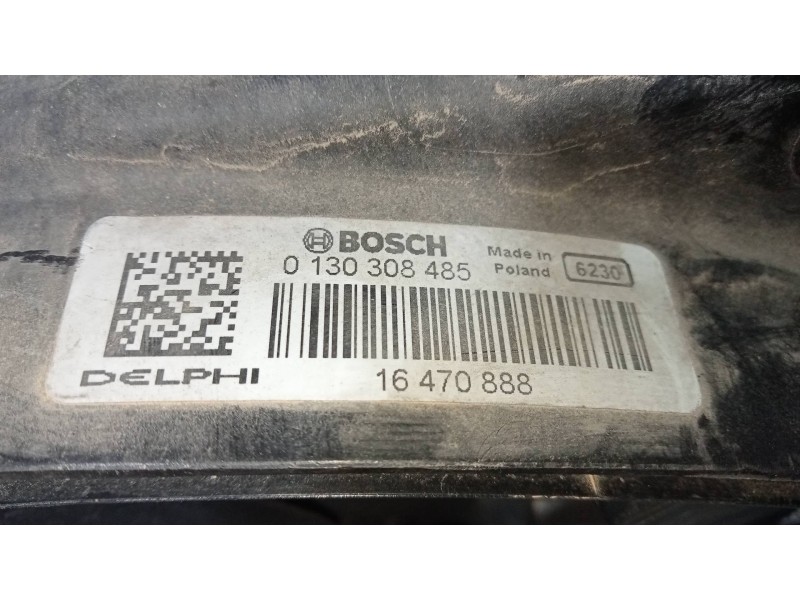 BOSCH
0 130 308 485
Made in
Poland
6230
DELPHI
16 470 888